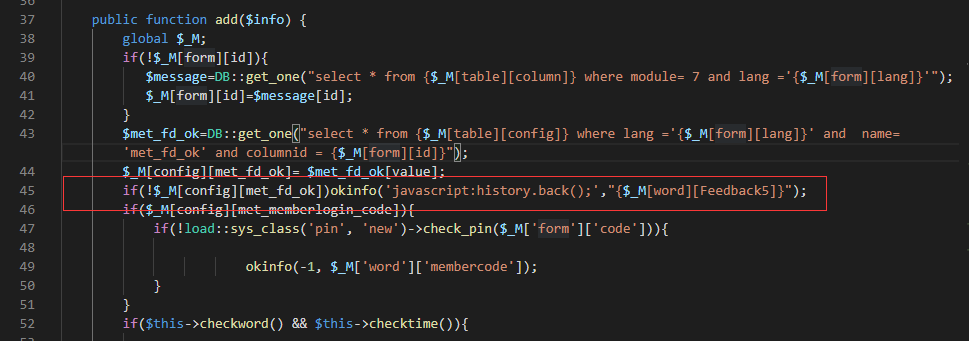 36
37 public function add($info) {
38 global $_M;
39 if(!$_M[form][id]){
40 $message=DB::get_one("select * from {$_M[table][column]} where module= 7 and lang ='{$_M[form][lang]}'");
41 $_M[form][id]=$message[id];
42 }
43 $met_fd_ok=DB::get_one("select * from {$_M[table][config]} where lang ='{$_M[form][lang]}' and  name=
'met_fd_ok' and columnid = {$_M[form][id]}");
44 $_M[config][met_fd_ok]= $met_fd_ok[value];
45 if(!$_M[config][met_fd_ok])okinfo('javascript:history.back();',"{$_M[word][Feedback5]}");
46 if($_M[config][met_memberlogin_code]){
47 if(!load::sys_class('pin', 'new')->check_pin($_M['form']['code'])){
48
49 okinfo(-1, $_M['word']['membercode']);
50 }
51 }
52 if($this->checkword() && $this->checktime()){